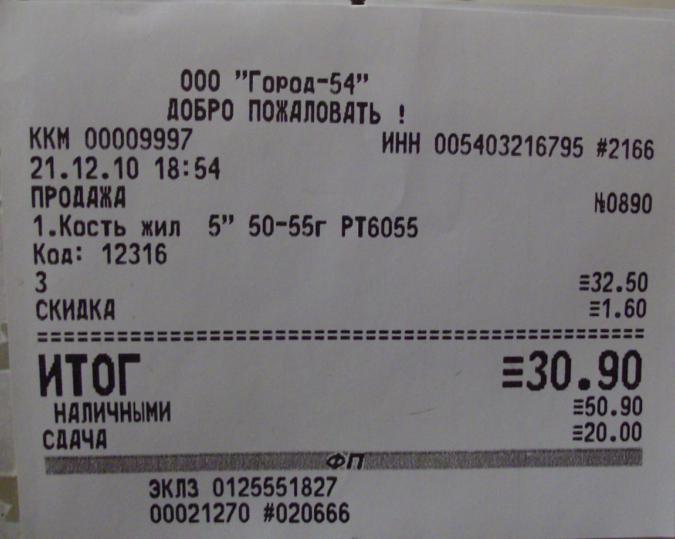 ООО "Город-54"
ДОБРО ПОЖАЛОВАТЬ !
ККМ 00009997 ИНН 005403216795 #2166
21.12.10 18:54
ПРОДАЖА №0890
1.Кость жил 5" 50-55г РТ6055
Код: 12316
3 ≡32.50
СКИДКА ≡1.60
ИТОГ ≡30.90
НАЛИЧНЫМИ ≡50.90
СДАЧА ≡20.00
ФП
ЭКЛЗ 0125551827
00021270 #020666